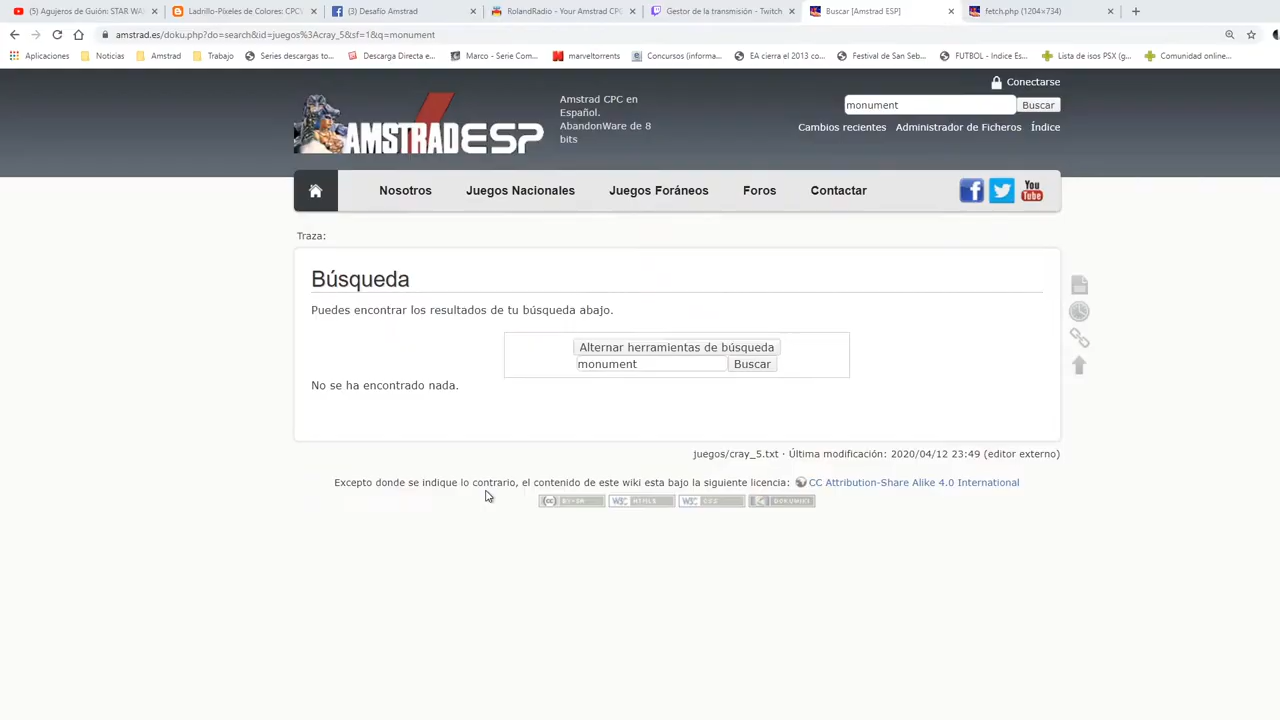 (5) Agujeros de Guión: STAR WA
Ladrillo-Píxeles de Colores: CPC
(3) Desafío Amstrad
RolandRadio - Your Amstrad CPC
Gestor de la transmisión - Twitch
Buscar [Amstrad ESP]
fetch.php (1204×734)
amstrad.es/doku.php?do=search&id=juegos%3Acray_5&sf=1&q=monument
Aplicaciones
Noticias
Amstrad
Trabajo
Series descargas to...
Descarga Directa e...
Marco - Serie Com...
marveltorrents
Concursos (informa...
EA cierra el 2013 co...
Festival de San Seb...
FUTBOL - Indice Es...
Lista de isos PSX (g...
Comunidad online...
Conectarse
monument Buscar
Cambios recientes Administrador de Ficheros Índice
AMSTRADESP
Amstrad CPC en
Español.
AbandonWare de 8
bits
Nosotros Juegos Nacionales Juegos Foráneos Foros Contactar
You
Tube
Traza:
Búsqueda
Puedes encontrar los resultados de tu búsqueda abajo.
Alternar herramientas de búsqueda
monument Buscar
No se ha encontrado nada.
juegos/cray_5.txt · Última modificación: 2020/04/12 23:49 (editor externo)
Excepto donde se indique lo contrario, el contenido de este wiki esta bajo la siguiente licencia: CC Attribution-Share Alike 4.0 International